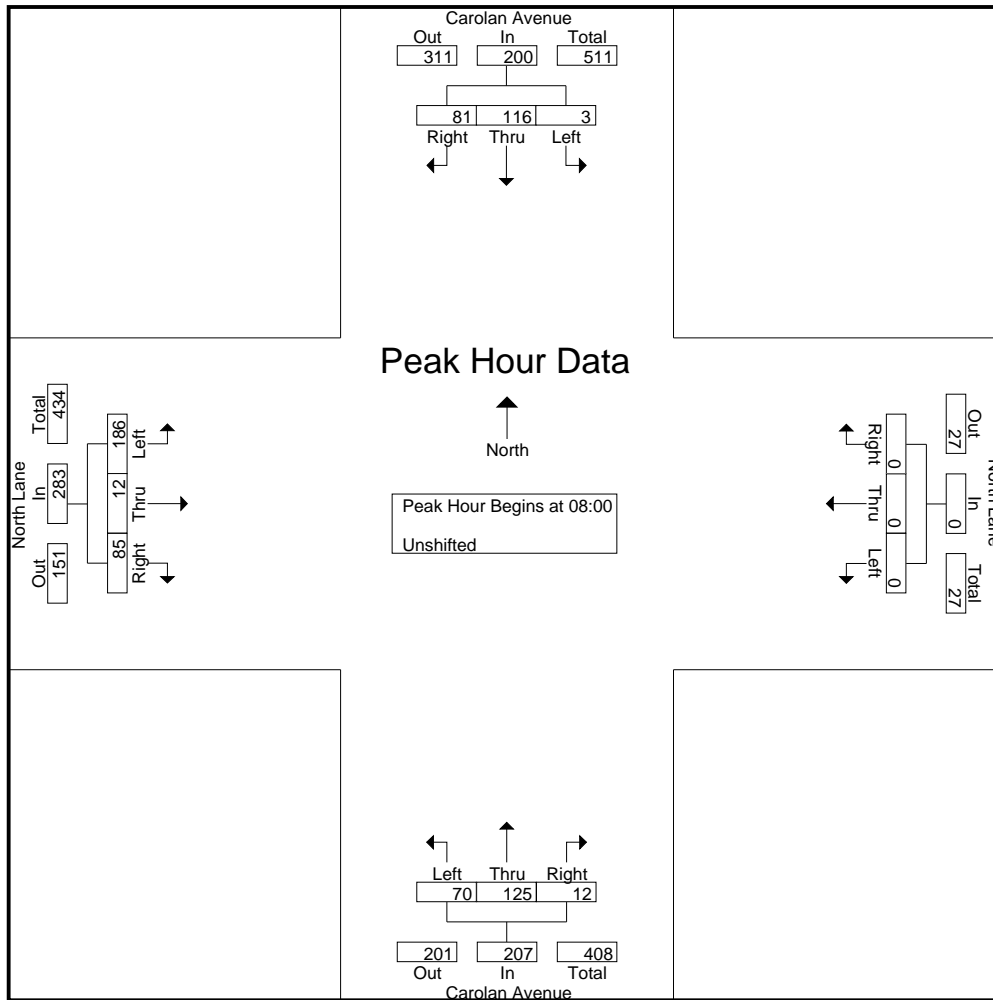 Carolan Avenue
Out In Total
311 200 511
81 116 3
Right Thru Left
Peak Hour Data
North
Peak Hour Begins at 08:00
Unshifted
North Lane
Total In Out
434 283 151
186 12 85
Left Thru Right
North Lane
Out In Total
27 0 27
0 0 0
Right Thru Left
Left Thru Right
70 125 12
201 207 408
Out In Total
Carolan Avenue